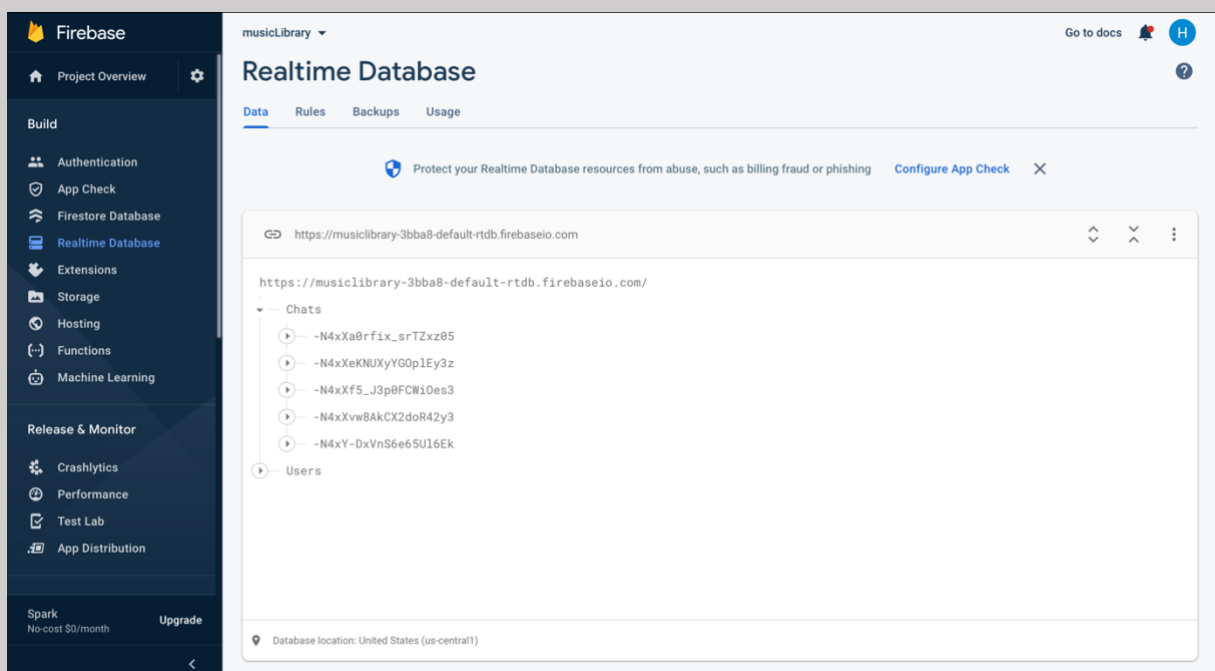 Firebase
Project Overview
Build
Authentication
App Check
Firestore Database
Realtime Database
Extensions
Storage
Hosting
Functions
Machine Learning
Release & Monitor
Crashlytics
Performance
Test Lab
App Distribution
Spark
No-cost $0/month
Upgrade
musicLibrary
Go to docs
H
Realtime Database
Data Rules Backups Usage
Protect your Realtime Database resources from abuse, such as billing fraud or phishing Configure App Check
https://musiclibrary-3bba8-default-rtdb.firebaseio.com
https://musiclibrary-3bba8-default-rtdb.firebaseio.com/
Chats
-N4xXa0rfix_srTZxz05
-N4xXeKNUXyYGOplEy3z
-N4xXf5_J3p0FCWiOes3
-N4xXvw8AkCX2doR42y3
-N4xY-DxVnS6e65Ul6Ek
Users
Database location: United States (us-central1)